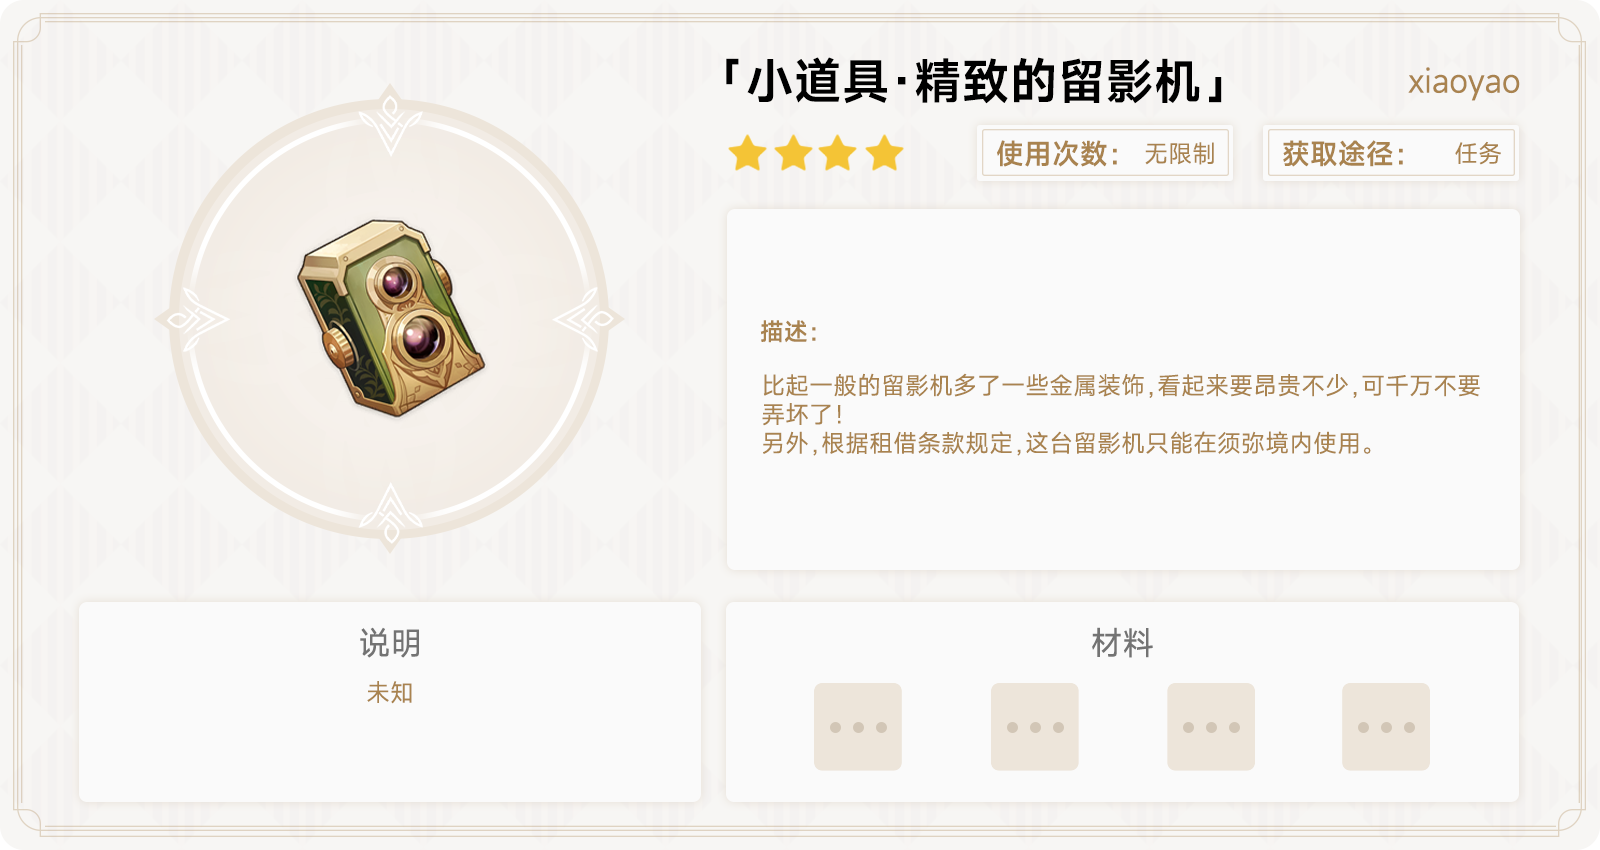 「小道具·精致的留影机」
xiaoyao
使用次数： 无限制
获取途径： 任务
描述：
比起一般的留影机多了一些金属装饰，看起来要昂贵不少，可千万不要
弄坏了！
另外，根据租借条款规定，这台留影机只能在须弥境内使用。
说明
未知
材料